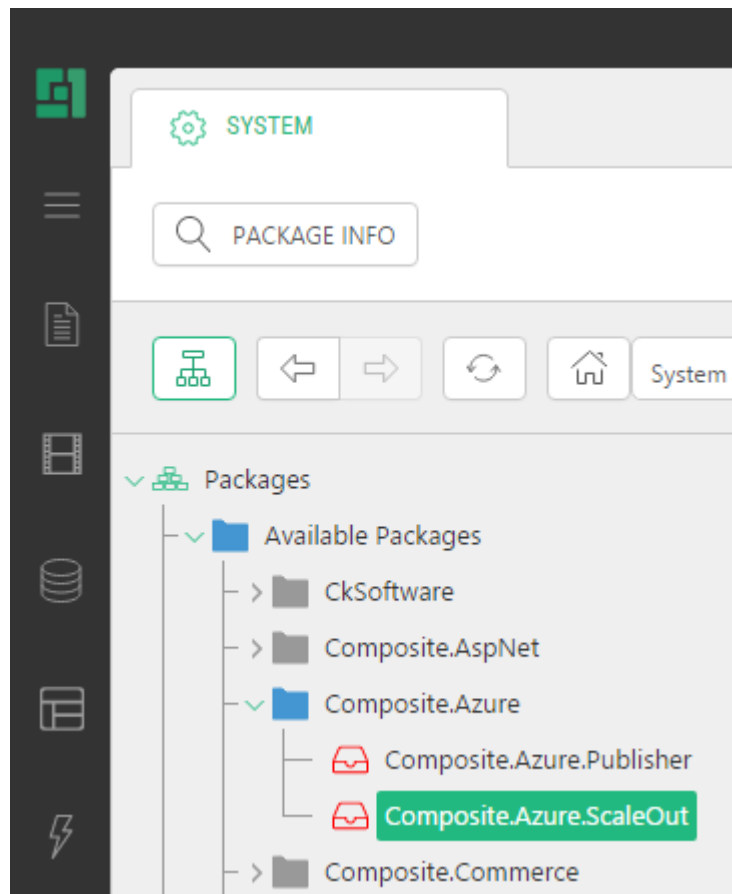 SYSTEM
PACKAGE INFO
System
Packages
Available Packages
CkSoftware
Composite.AspNet
Composite.Azure
Composite.Azure.Publisher
Composite.Azure.ScaleOut
Composite.Commerce